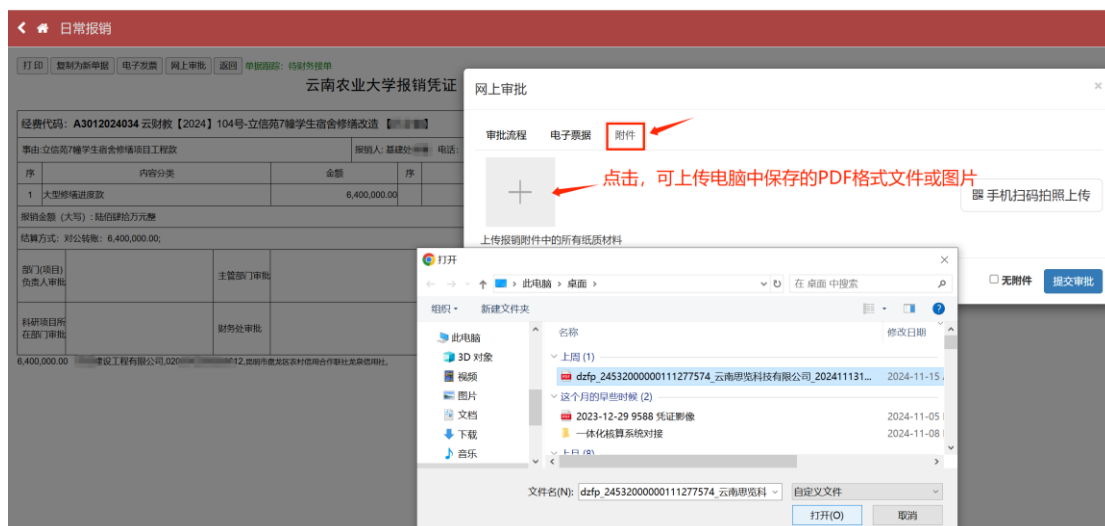 日常报销
打印 复制为新单据 电子发票 网上审批 返回 单据跟踪：待财务接单
云南农业大学报销凭证
经费代码：A3012024034 云财教【2024】104号-立信苑7幢学生宿舍修缮改造【
事由:立信苑7幢学生宿舍修缮项目工程款 报销人:基建处 电话：
序 内容分类 金额 序
1 大型修缮进度款 6,400,000.00
报销金额（大写）：陆佰肆拾万元整
结算方式：对公转账：6,400,000.00;
部门(项目)负责人审批 主管部门审批
科研项目所在部门审批 财务处审批
6,400,000.00 建设工程有限公司,020 012,昆明市盘龙区农村信用合作联社龙泉信用社。
网上审批 ×
审批流程 电子票据 附件
点击，可上传电脑中保存的PDF格式文件或图片
手机扫码拍照上传
上传报销附件中的所有纸质材料
无附件 提交审批
打开
此电脑 › 桌面 › 在 桌面 中搜索
组织 新建文件夹
名称 修改日期
此电脑
3D 对象
视频
图片
文档
下载
音乐
上周 (1)
dzfp_24532000000111277574_云南思览科技有限公司_202411131... 2024-11-15
这个月的早些时候 (2)
2023-12-29 9588 凭证影像 2024-11-05
一体化核算系统对接 2024-11-08
上月 (8)
文件名(N): dzfp_24532000000111277574_云南思览科 自定义文件
打开(O) 取消